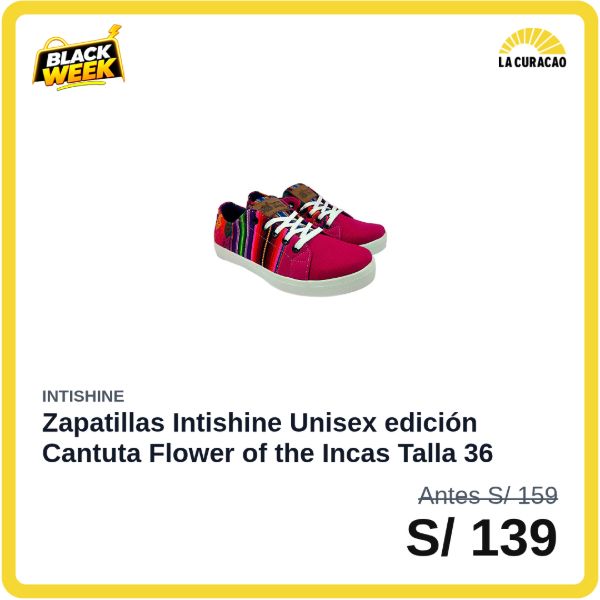 BLACK
WEEK
LA CURACAO
INTISHINE
Zapatillas Intishine Unisex edición
Cantuta Flower of the Incas Talla 36
Antes S/ 159
S/ 139